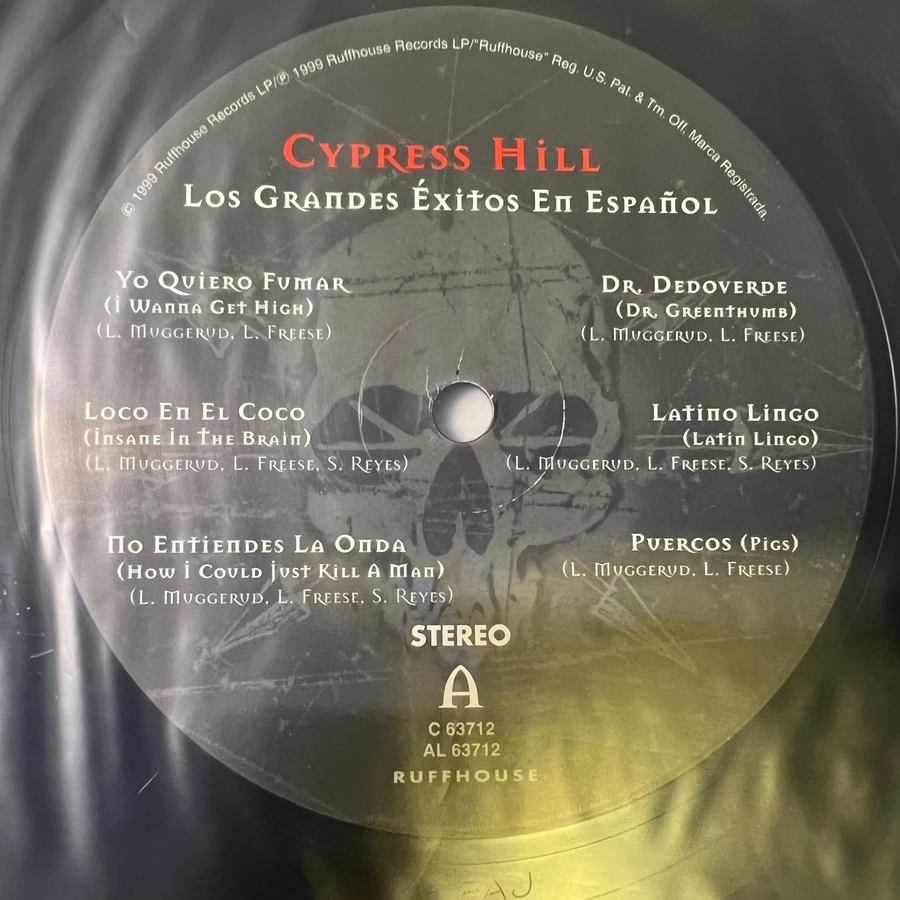 © 1999 Ruffhouse Records LP/℗ 1999 Ruffhouse Records LP/"Ruffhouse" Reg. U.S. Pat. & Tm. Off. Marca Registrada.
Cypress Hill
Los Grandes Éxitos En Español
Yo Quiero Fumar
(I Wanna Get High)
(L. Muggerud, L. Freese)
Loco En El Coco
(Insane In The Brain)
(L. Muggerud, L. Freese, S. Reyes)
No Entiendes La Onda
(How I Could Just Kill A Man)
(L. Muggerud, L. Freese, S. Reyes)
Dr. Dedoverde
(Dr. Greenthumb)
(L. Muggerud, L. Freese)
Latino Lingo
(Latin Lingo)
(L. Muggerud, L. Freese, S. Reyes)
Puercos (Pigs)
(L. Muggerud, L. Freese)
STEREO
A
C 63712
AL 63712
RUFFHOUSE